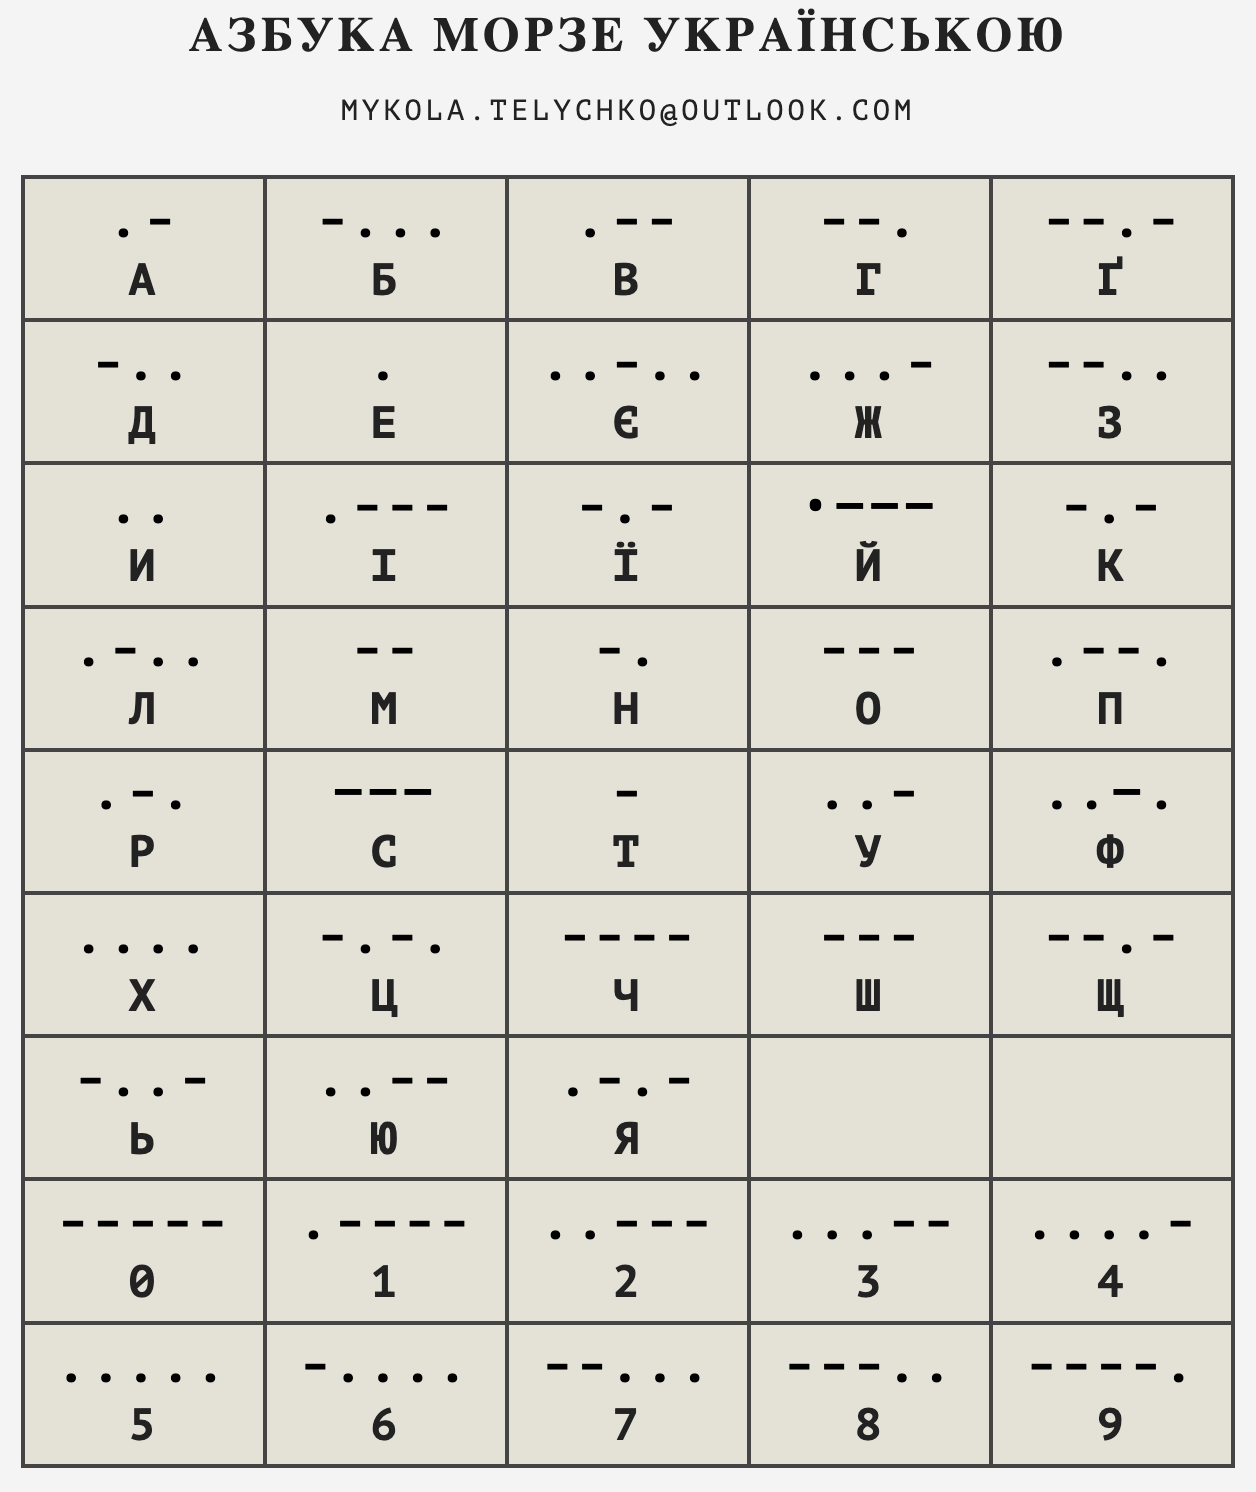 АЗБУКА МОРЗЕ УКРАЇНСЬКОЮ
MYKOLA.TELYCHKO@OUTLOOK.COM
.- -... .-- --. --.-
А Б В Г Ґ
-.. . ..-.. ...- --..
Д Е Є Ж З
.. .--- -.- .--- -.-
И І Ї Й К
.-.. -- -. --- .--.
Л М Н О П
.-. --- - ..- ..-.
Р С Т У Ф
.... -.-. ---- --- --.-
Х Ц Ч Ш Щ
-..- ..-- .-.-
Ь Ю Я
----- .---- ..--- ...-- ....-
0 1 2 3 4
..... -.... --... ---.. ----.
5 6 7 8 9